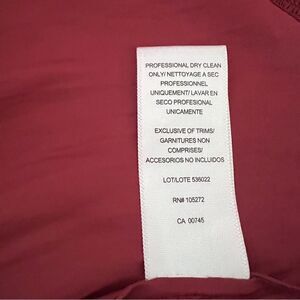 PROFESSIONAL DRY CLEAN
ONLY/ NETTOYAGE A SEC
PROFESSIONNEL
UNIQUEMENT/ LAVAR EN
SECO PROFESIONAL
UNICAMENTE
EXCLUSIVE OF TRIMS/
GARNITURES NON
COMPRISES/
ACCESORIOS NO INCLUIDOS
LOT/LOTE 536022
RN# 105272
CA 00745